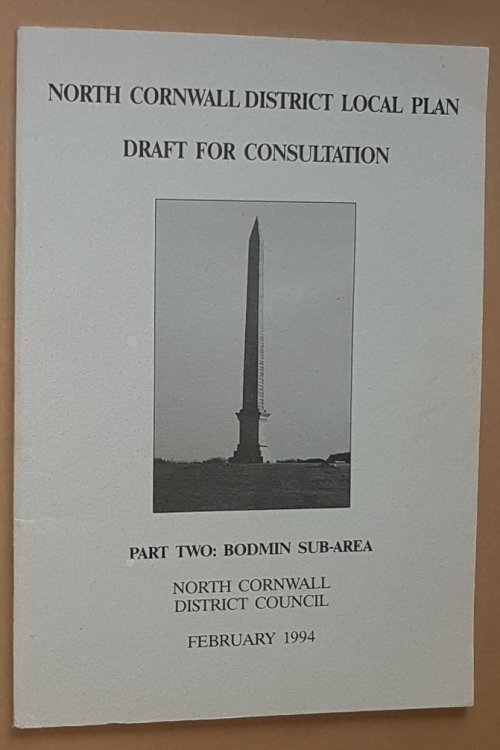 NORTH CORNWALL DISTRICT LOCAL PLAN
DRAFT FOR CONSULTATION
PART TWO: BODMIN SUB-AREA
NORTH CORNWALL
DISTRICT COUNCIL
FEBRUARY 1994